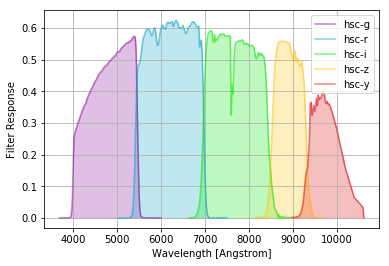 hsc-g
hsc-r
hsc-i
hsc-z
hsc-y
Filter Response
0.6
0.5
0.4
0.3
0.2
0.1
0.0
4000 5000 6000 7000 8000 9000 10000
Wavelength [Angstrom]